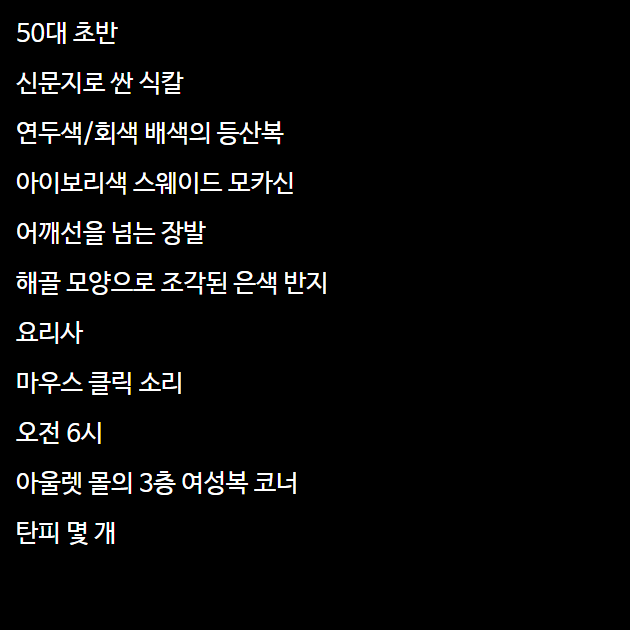 50대 초반
신문지로 싼 식칼
연두색/회색 배색의 등산복
아이보리색 스웨이드 모카신
어깨선을 넘는 장발
해골 모양으로 조각된 은색 반지
요리사
마우스 클릭 소리
오전 6시
아울렛 몰의 3층 여성복 코너
탄피 몇 개